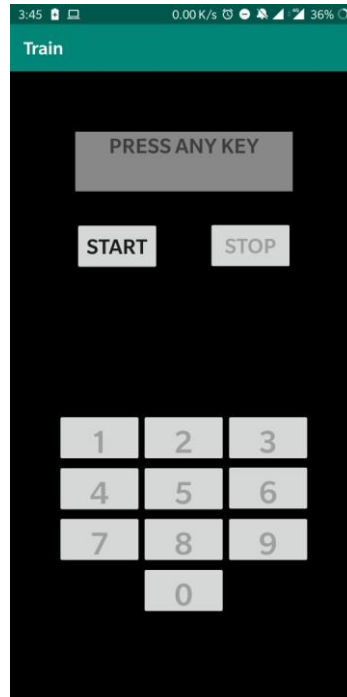 3:45 0.00 K/s 4G 36%
Train
PRESS ANY KEY
START STOP
1 2 3
4 5 6
7 8 9
0